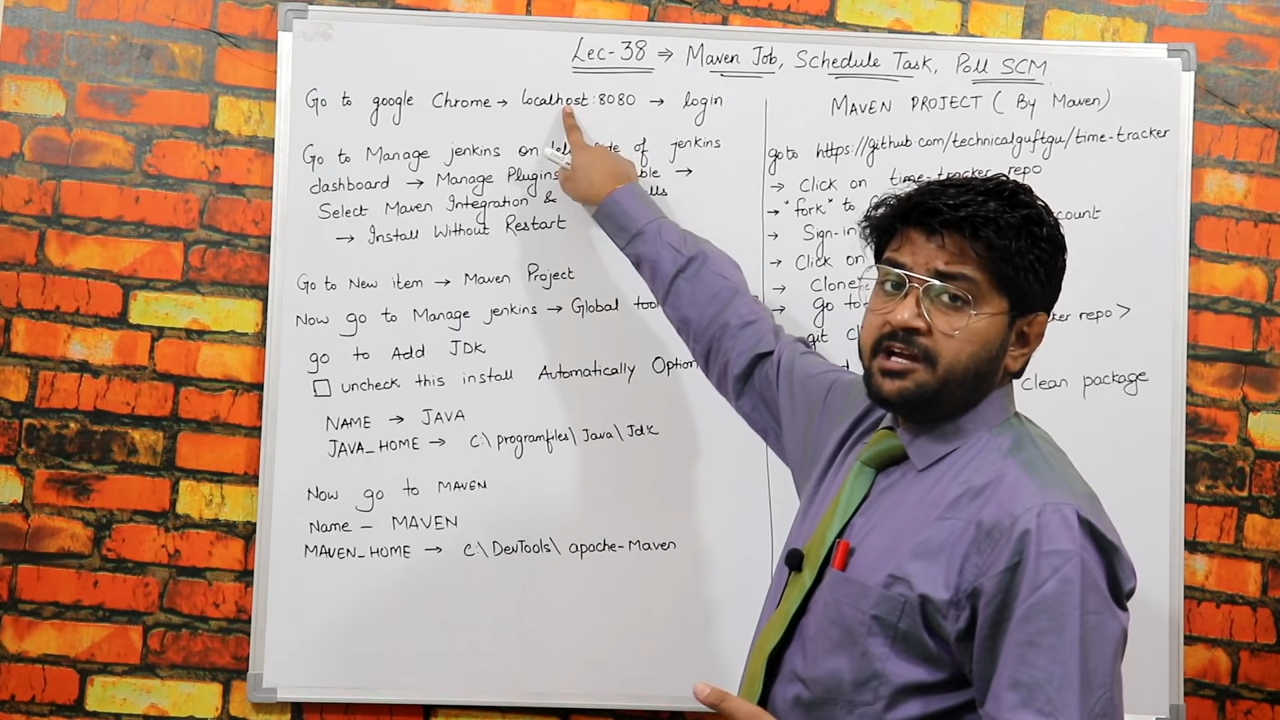 Lec-38 ⇒ Maven Job, Schedule Task, Poll SCM
Go to google Chrome → localhost:8080 → login
Go to Manage jenkins on of jenkins
dashboard → Manage Plugins →
Select Maven Integration &
→ Install Without Restart
Go to New item → Maven Project
Now go to Manage jenkins → Global
go to Add JDK
☐ uncheck this install Automatically Option
NAME → JAVA
JAVA_HOME → C:\programfiles\Java\Jdk
Now go to MAVEN
Name - MAVEN
MAVEN_HOME → C:\DevTools\apache-Maven
MAVEN PROJECT ( By Maven)
goto https://github.com/technicalguftgu/time-tracker
→ Click on time-tracker repo
→ "fork" to
→ Sign-in
→ Click on
→ Clone
→ go to repo >
git
Clean package